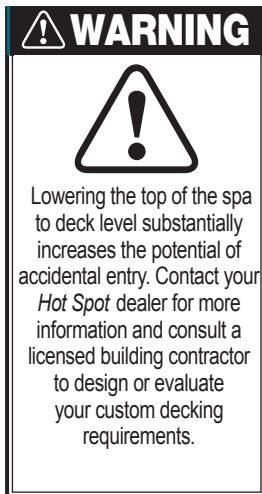 WARNING
Lowering the top of the spa
to deck level substantially
increases the potential of
accidental entry. Contact your
Hot Spot dealer for more
information and consult a
licensed building contractor
to design or evaluate
your custom decking
requirements.